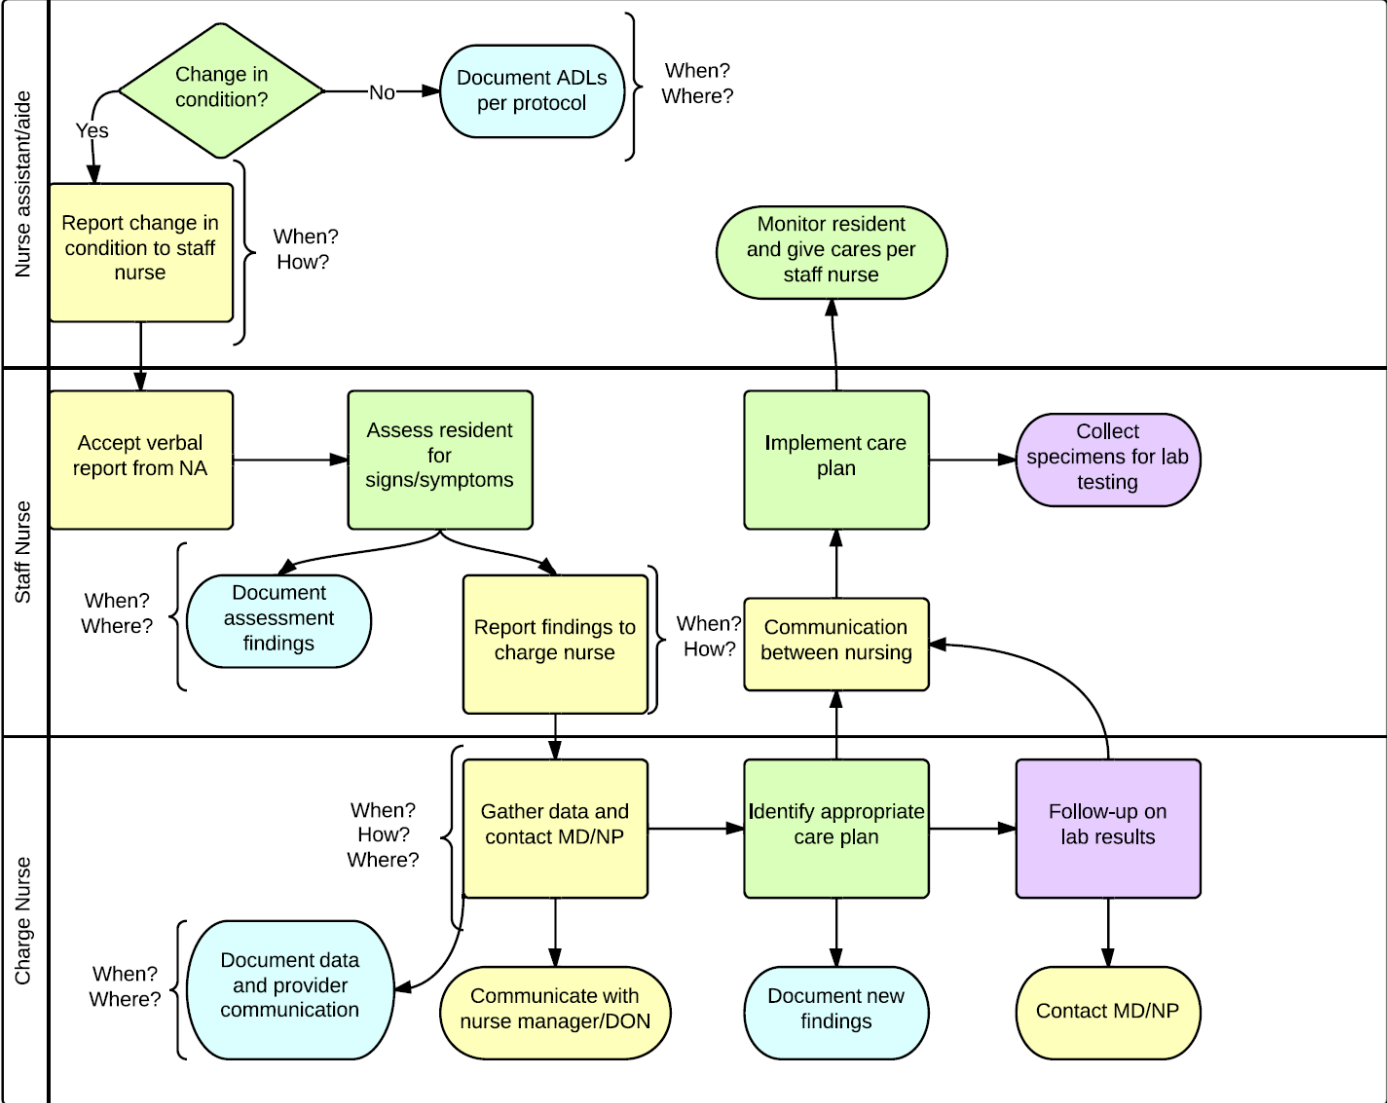 Nurse assistant/aide
Change in
condition?
No
Document ADLs
per protocol
When?
Where?
Yes
Report change in
condition to staff
nurse
When?
How?
Monitor resident
and give cares per
staff nurse
Staff Nurse
Accept verbal
report from NA
Assess resident
for
signs/symptoms
Implement care
plan
Collect
specimens for lab
testing
When?
Where?
Document
assessment
findings
Report findings to
charge nurse
When?
How?
Communication
between nursing
Charge Nurse
When?
How?
Where?
Gather data and
contact MD/NP
Identify appropriate
care plan
Follow-up on
lab results
When?
Where?
Document data
and provider
communication
Communicate with
nurse manager/DON
Document new
findings
Contact MD/NP